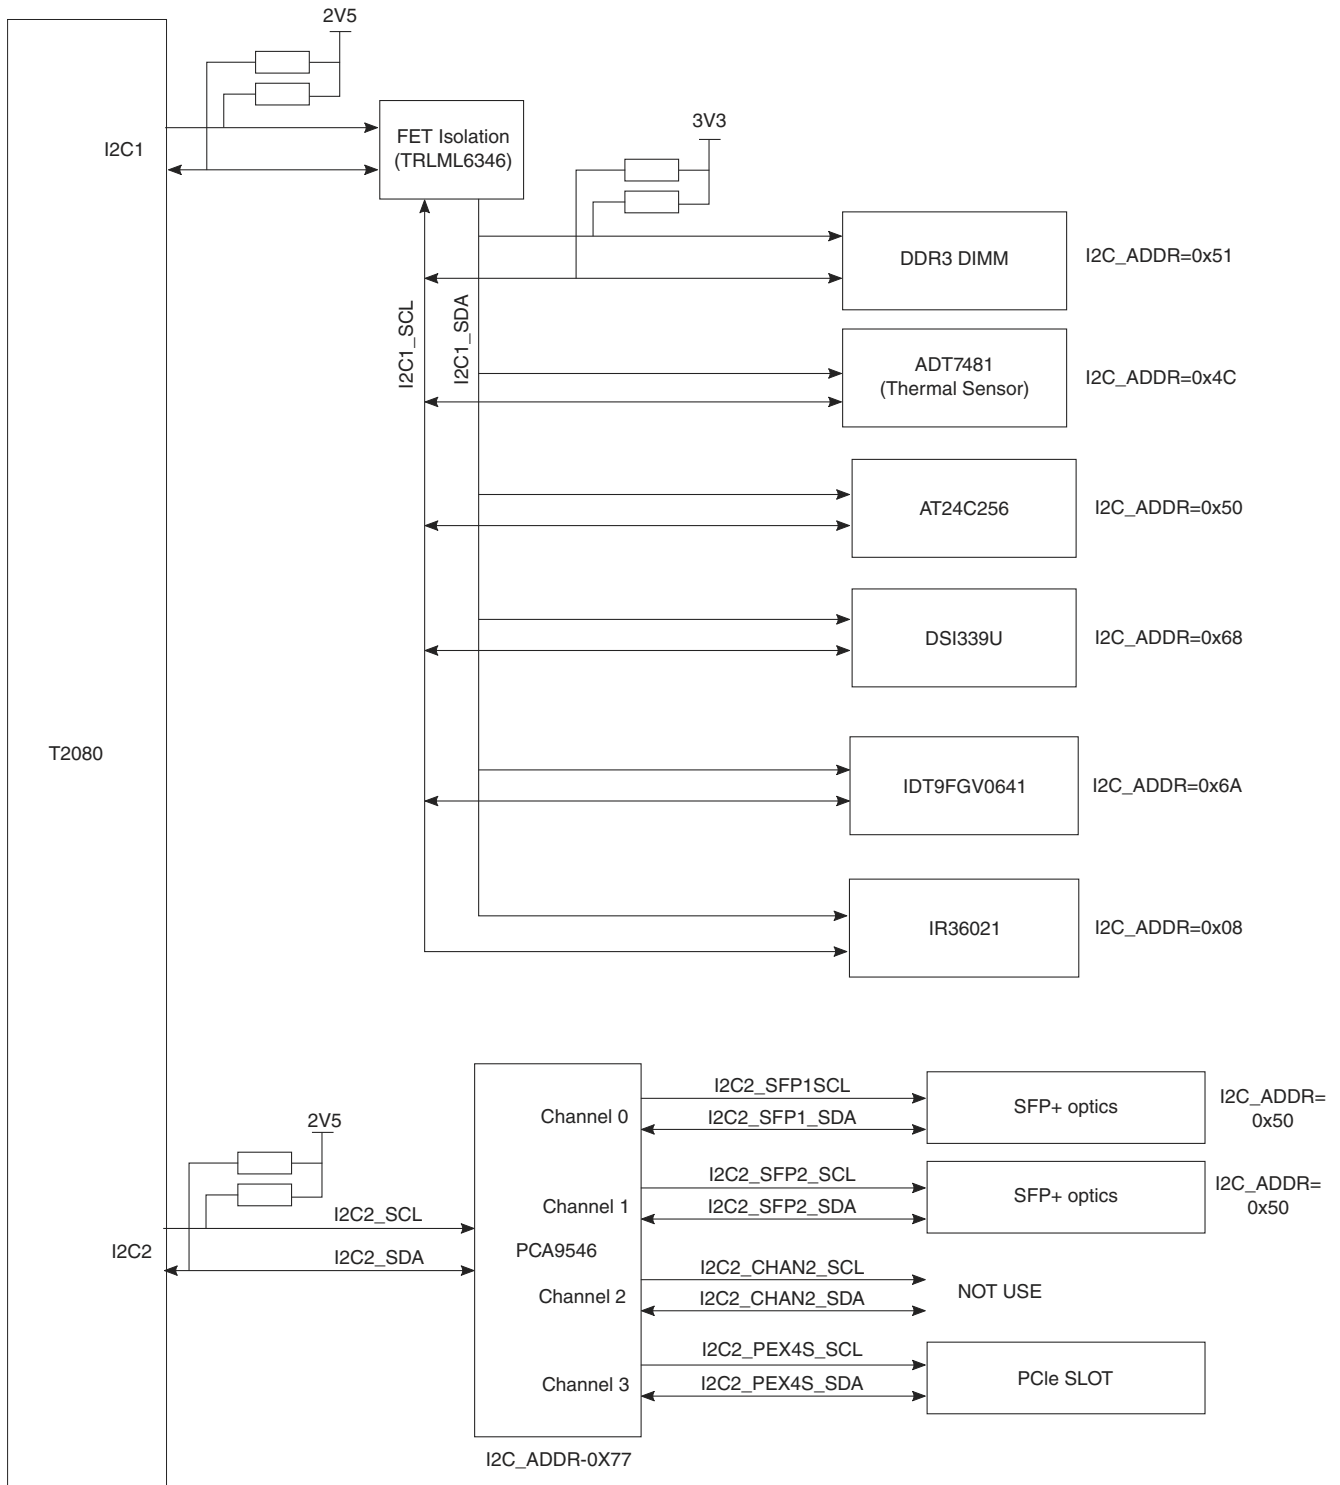 2V5
I2C1
FET Isolation
(TRLML6346)
3V3
DDR3 DIMM
I2C_ADDR=0x51
I2C1_SCL
I2C1_SDA
ADT7481
(Thermal Sensor)
I2C_ADDR=0x4C
AT24C256
I2C_ADDR=0x50
DSI339U
I2C_ADDR=0x68
T2080
IDT9FGV0641
I2C_ADDR=0x6A
IR36021
I2C_ADDR=0x08
2V5
I2C2_SCL
I2C2
I2C2_SDA
PCA9546
Channel 0
I2C2_SFP1SCL
I2C2_SFP1_SDA
SFP+ optics
I2C_ADDR=
0x50
Channel 1
I2C2_SFP2_SCL
I2C2_SFP2_SDA
SFP+ optics
I2C_ADDR=
0x50
Channel 2
I2C2_CHAN2_SCL
I2C2_CHAN2_SDA
NOT USE
Channel 3
I2C2_PEX4S_SCL
I2C2_PEX4S_SDA
PCIe SLOT
I2C_ADDR-0X77